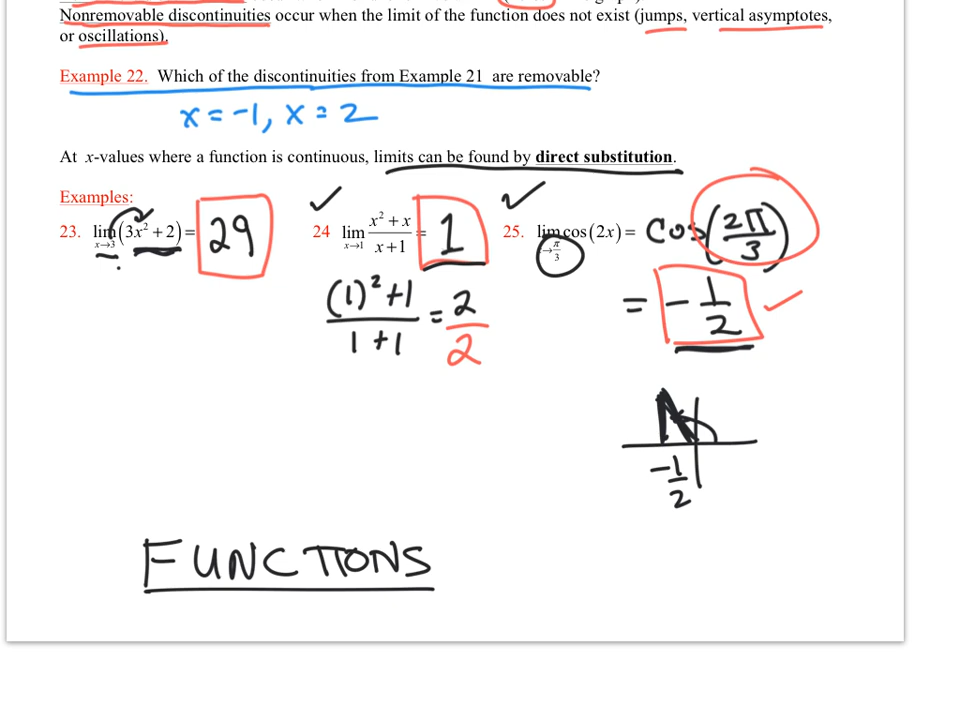 Nonremovable discontinuities occur when the limit of the function does not exist (jumps, vertical asymptotes,
or oscillations).
Example 22. Which of the discontinuities from Example 21 are removable?
x = -1, x = 2
At x-values where a function is continuous, limits can be found by direct substitution.
Examples:
23. lim x→3 (3x² + 2) = 29
24 lim x→1 (x² + x)/(x + 1) = 1
(1)² + 1 / 1 + 1 = 2/2
25. lim →π/3 cos(2x) = cos(2π/3)
= -1/2
-1/2
FUNCTIONS